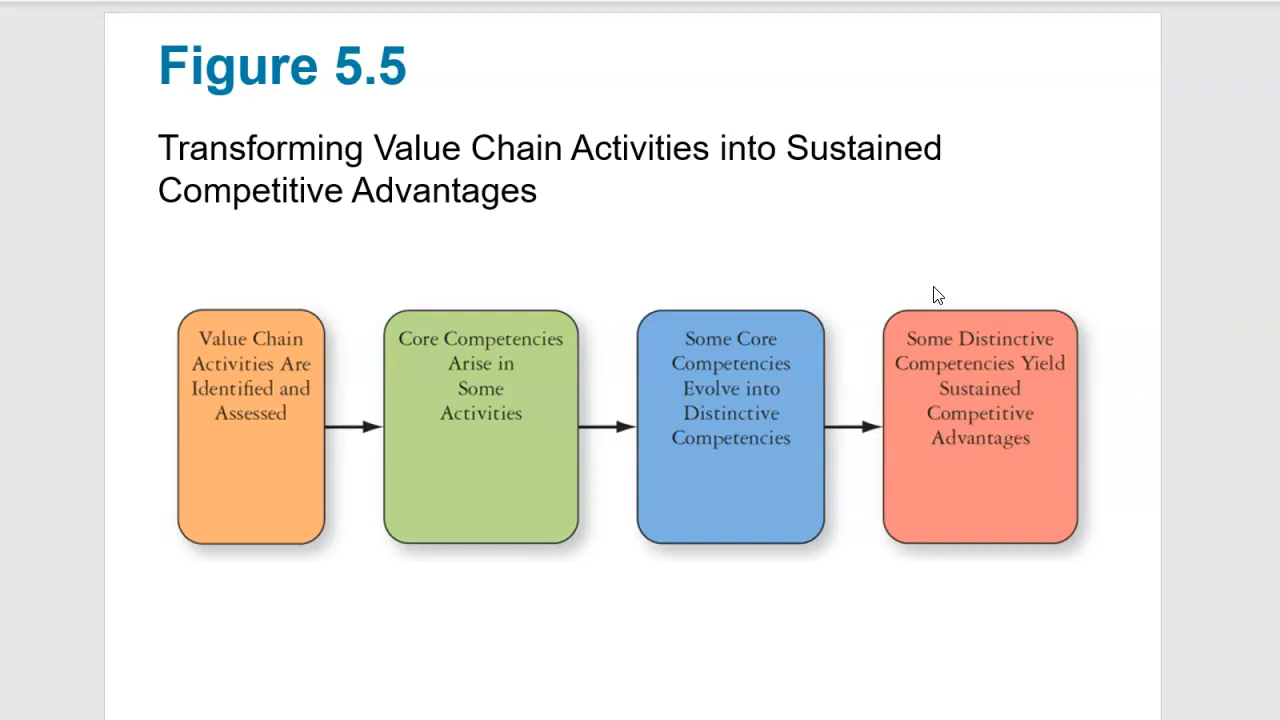 Figure 5.5
Transforming Value Chain Activities into Sustained
Competitive Advantages
Value Chain
Activities Are
Identified and
Assessed
Core Competencies
Arise in
Some
Activities
Some Core
Competencies
Evolve into
Distinctive
Competencies
Some Distinctive
Competencies Yield
Sustained
Competitive
Advantages